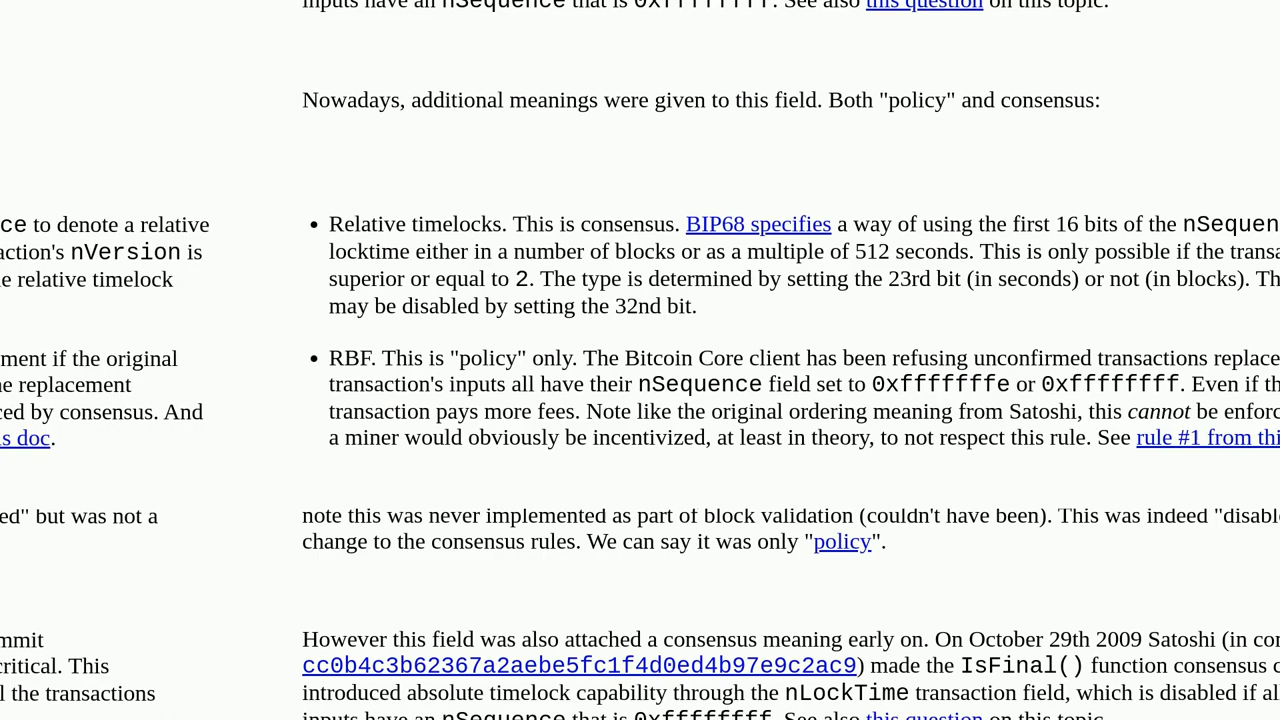 inputs have an nSequence that is 0xffffffff. See also this question on this topic.
Nowadays, additional meanings were given to this field. Both "policy" and consensus:
ce to denote a relative
action's nVersion is
e relative timelock
• Relative timelocks. This is consensus. BIP68 specifies a way of using the first 16 bits of the nSequen
locktime either in a number of blocks or as a multiple of 512 seconds. This is only possible if the transa
superior or equal to 2. The type is determined by setting the 23rd bit (in seconds) or not (in blocks). Th
may be disabled by setting the 32nd bit.
ment if the original
he replacement
ced by consensus. And
is doc.
• RBF. This is "policy" only. The Bitcoin Core client has been refusing unconfirmed transactions replace
transaction's inputs all have their nSequence field set to 0xfffffffe or 0xffffffff. Even if th
transaction pays more fees. Note like the original ordering meaning from Satoshi, this cannot be enforc
a miner would obviously be incentivized, at least in theory, to not respect this rule. See rule #1 from thi
ed" but was not a
note this was never implemented as part of block validation (couldn't have been). This was indeed "disabl
change to the consensus rules. We can say it was only "policy".
mmit
critical. This
l the transactions
However this field was also attached a consensus meaning early on. On October 29th 2009 Satoshi (in com
cc0b4c3b62367a2aebe5fc1f4d0ed4b97e9c2ac9) made the IsFinal() function consensus c
introduced absolute timelock capability through the nLockTime transaction field, which is disabled if al
inputs have an nSequence that is 0xffffffff. See also this question on this topic.